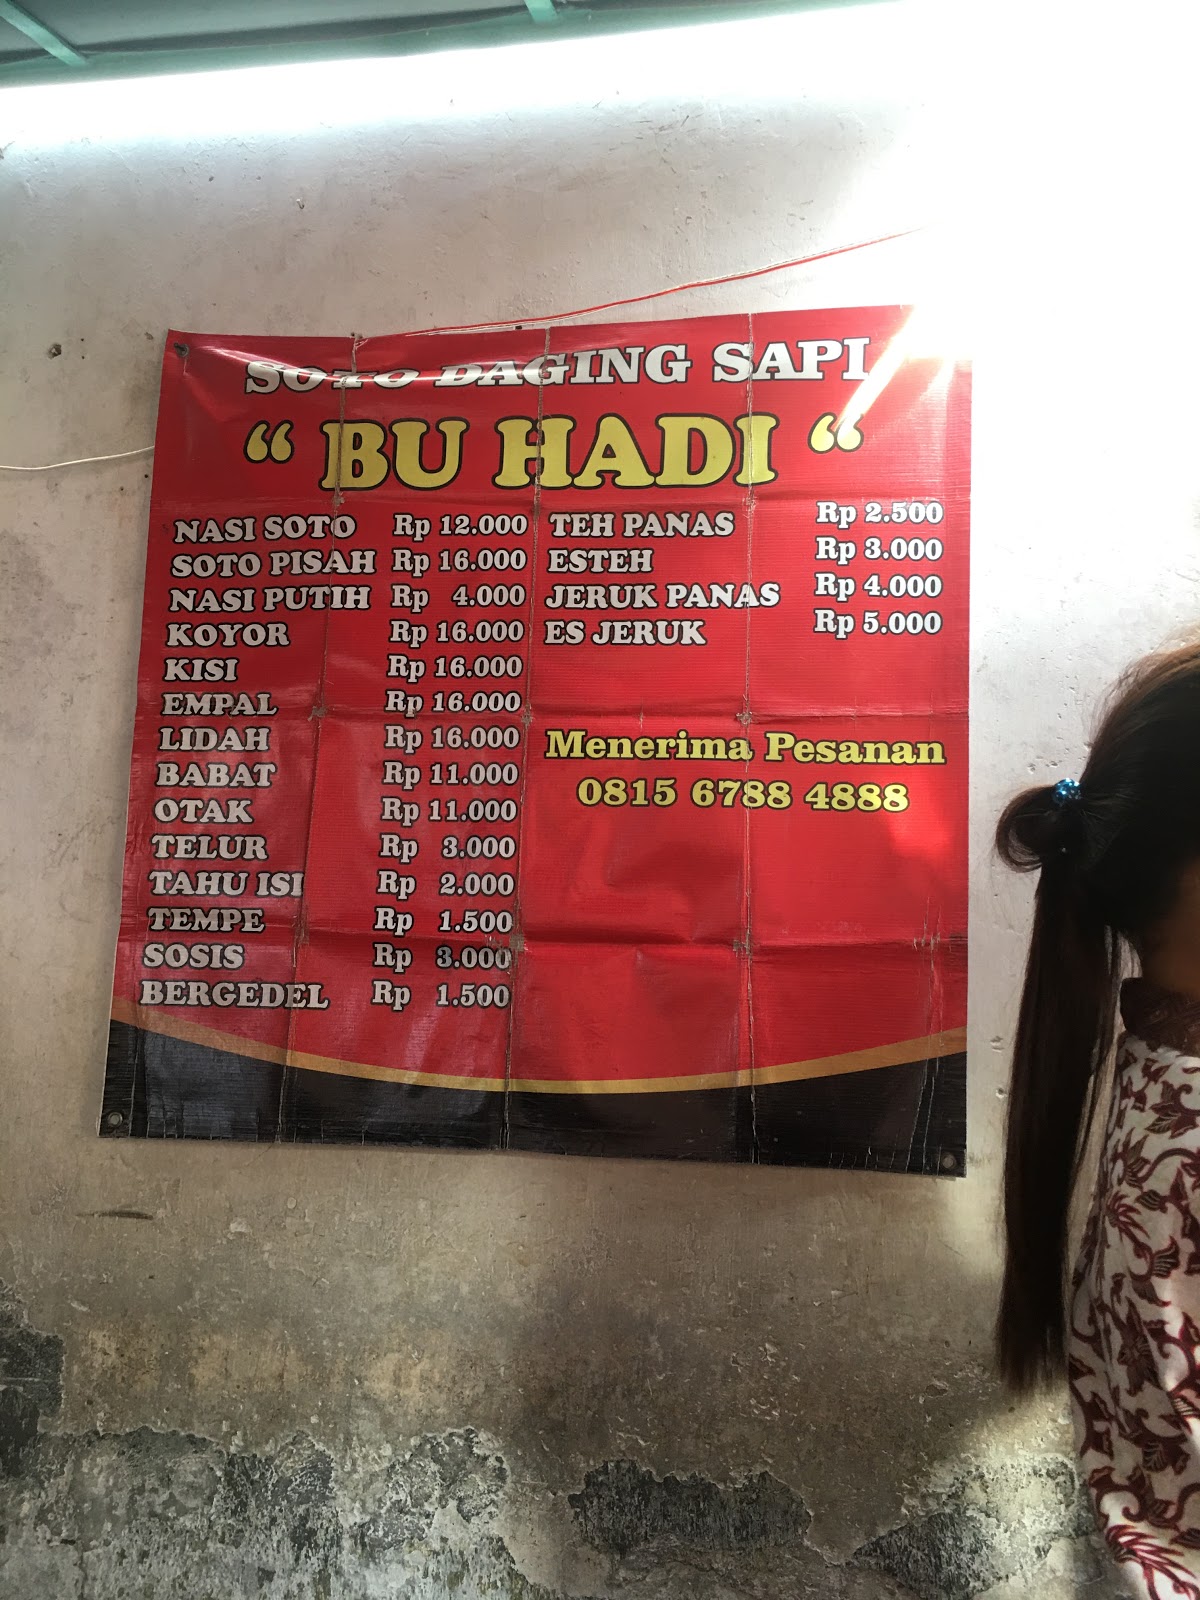 SOTO DAGING SAPI
“ BU HADI “
NASI SOTO Rp 12.000
SOTO PISAH Rp 16.000
NASI PUTIH Rp 4.000
KOYOR Rp 16.000
KISI Rp 16.000
EMPAL Rp 16.000
LIDAH Rp 16.000
BABAT Rp 11.000
OTAK Rp 11.000
TELUR Rp 3.000
TAHU ISI Rp 2.000
TEMPE Rp 1.500
SOSIS Rp 3.000
BERGEDEL Rp 1.500
TEH PANAS Rp 2.500
ESTEH Rp 3.000
JERUK PANAS Rp 4.000
ES JERUK Rp 5.000
Menerima Pesanan
0815 6788 4888